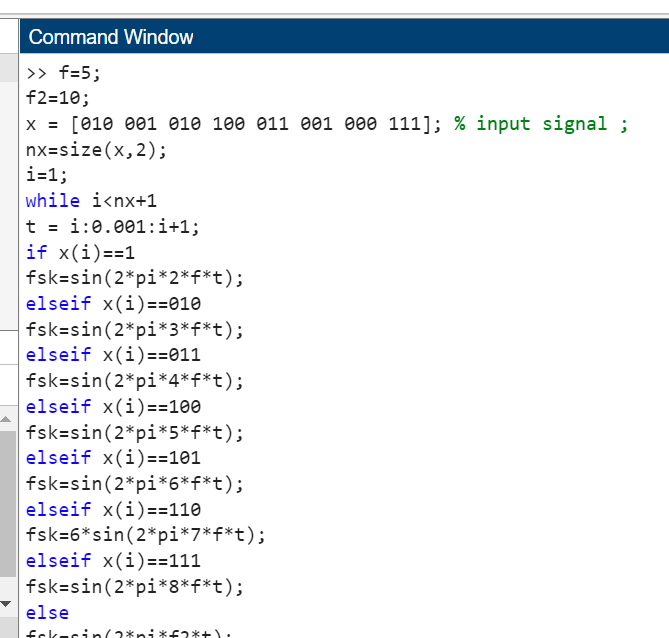 Command Window
>> f=5;
f2=10;
x = [010 001 010 100 011 001 000 111]; % input signal ;
nx=size(x,2);
i=1;
while i<nx+1
t = i:0.001:i+1;
if x(i)==1
fsk=sin(2*pi*2*f*t);
elseif x(i)==010
fsk=sin(2*pi*3*f*t);
elseif x(i)==011
fsk=sin(2*pi*4*f*t);
elseif x(i)==100
fsk=sin(2*pi*5*f*t);
elseif x(i)==101
fsk=sin(2*pi*6*f*t);
elseif x(i)==110
fsk=6*sin(2*pi*7*f*t);
elseif x(i)==111
fsk=sin(2*pi*8*f*t);
else
fsk=sin(2*pi*f2*t);